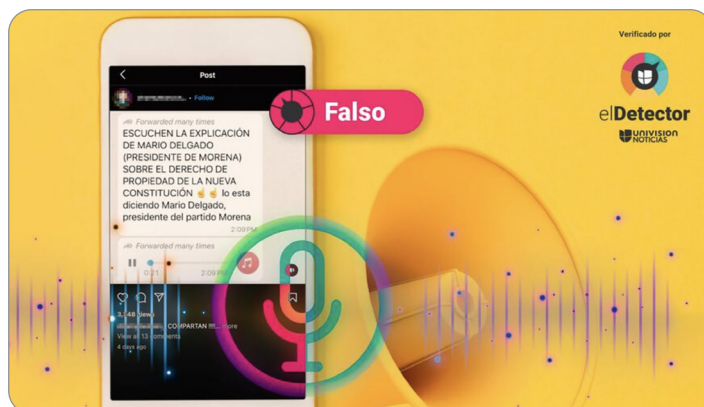 Post
• Follow
Forwarded many times
ESCUCHEN LA EXPLICACIÓN
DE MARIO DELGADO
(PRESIDENTE DE MORENA)
SOBRE EL DERECHO DE
PROPIEDAD DE LA NUEVA
CONSTITUCIÓN ☝️☝️ lo esta
diciendo Mario Delgado,
presidente del partido Morena
2:09 PM
Forwarded many times
0:21 2:09 PM
views
COMPARTAN !!!... more
View all 13 comments
4 days ago
Falso
Verificado por
elDetector
UNIVISION
NOTICIAS